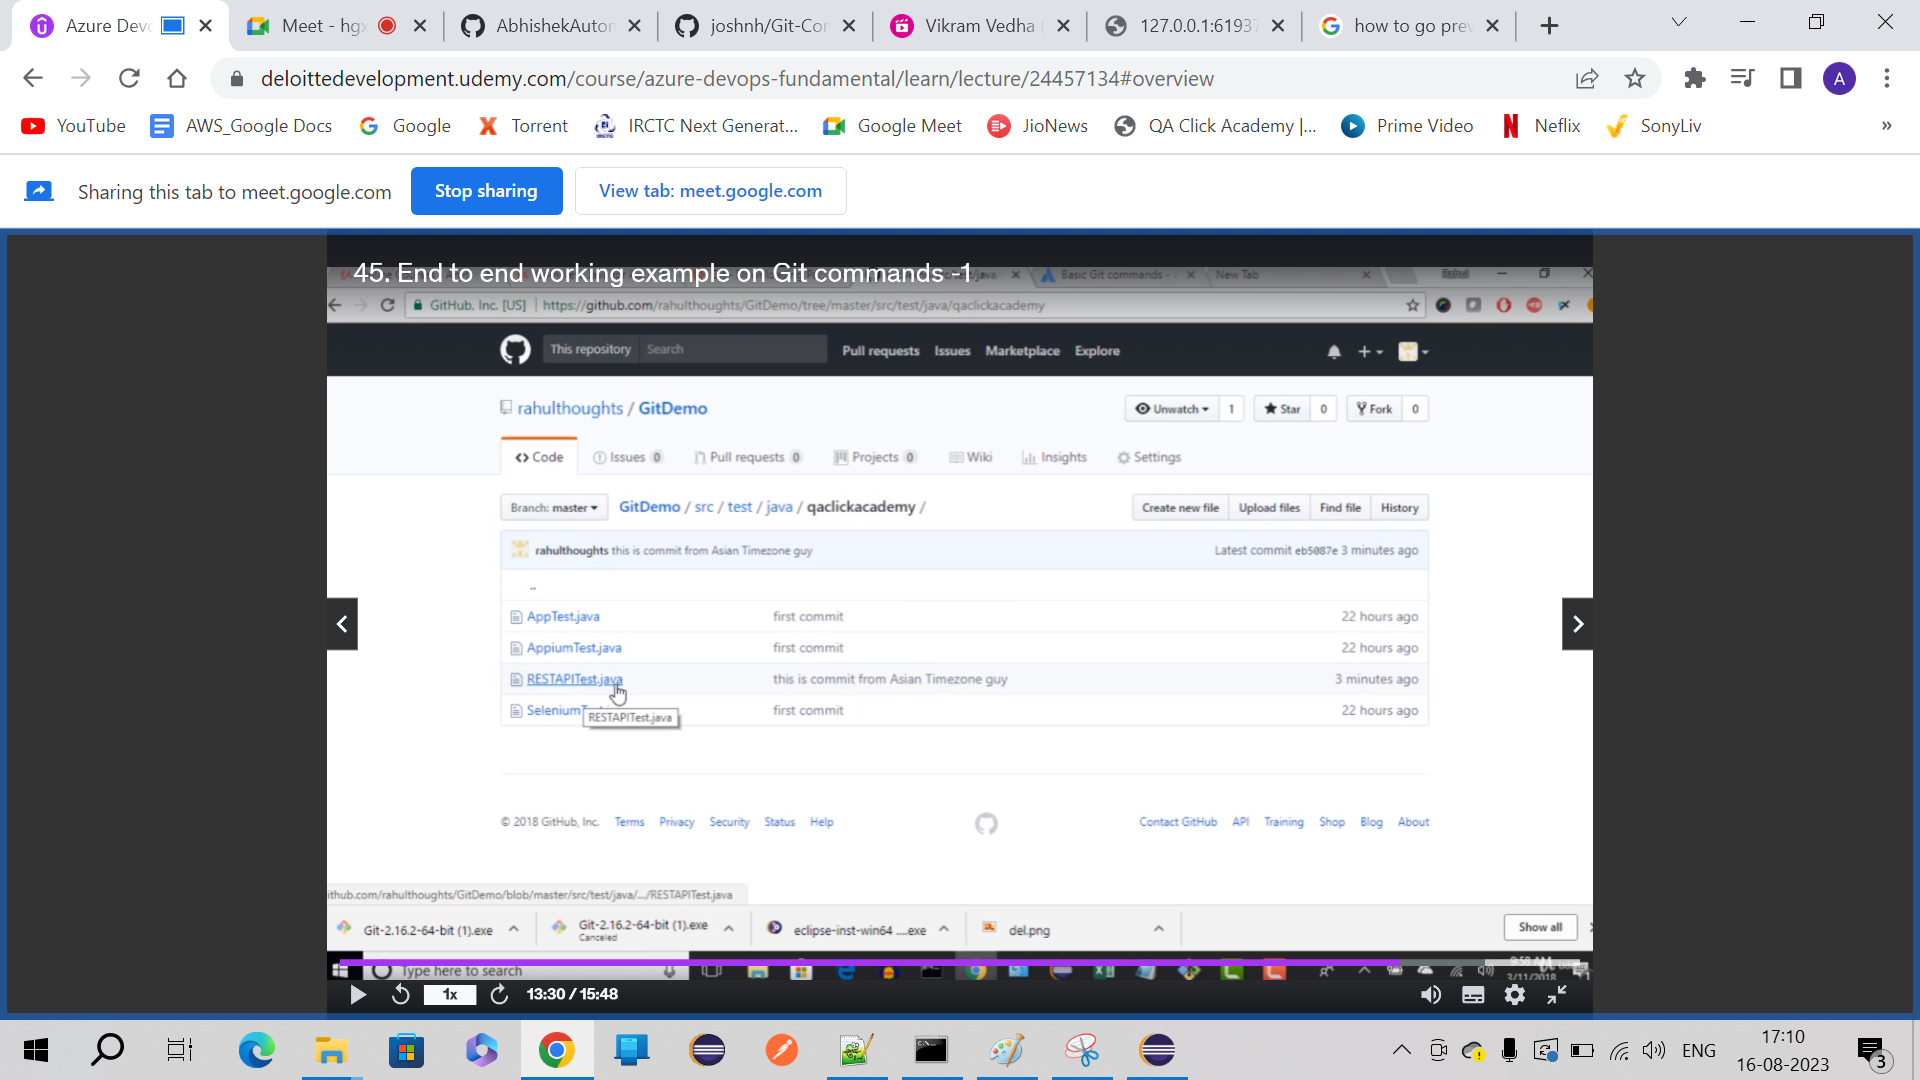 Azure Devo
Meet - hgx
AbhishekAuton
joshnh/Git-Con
Vikram Vedha (
127.0.0.1:61937
how to go prev
deloittedevelopment.udemy.com/course/azure-devops-fundamental/learn/lecture/24457134#overview
A
YouTube
AWS_Google Docs
Google
Torrent
IRCTC Next Generat...
Google Meet
JioNews
QA Click Academy |...
Prime Video
Neflix
SonyLiv
»
Sharing this tab to meet.google.com
Stop sharing
View tab: meet.google.com
45. End to end working example on Git commands -1
Basic Git commands -
New Tab
GitHub, Inc. [US] | https://github.com/rahulthoughts/GitDemo/tree/master/src/test/java/qaclickacademy
This repository
Search
Pull requests
Issues
Marketplace
Explore
rahulthoughts / GitDemo
Unwatch 1
Star 0
Fork 0
Code
Issues 0
Pull requests 0
Projects 0
Wiki
Insights
Settings
Branch: master
GitDemo / src / test / java / qaclickacademy /
Create new file
Upload files
Find file
History
rahulthoughts this is commit from Asian Timezone guy
Latest commit eb5087e 3 minutes ago
..
AppTest.java first commit 22 hours ago
AppiumTest.java first commit 22 hours ago
RESTAPITest.java this is commit from Asian Timezone guy 3 minutes ago
SeleniumT first commit 22 hours ago
RESTAPITest.java
© 2018 GitHub, Inc.
Terms
Privacy
Security
Status
Help
Contact GitHub
API
Training
Shop
Blog
About
ithub.com/rahulthoughts/GitDemo/blob/master/src/test/java/.../RESTAPITest.java
Git-2.16.2-64-bit (1).exe
Git-2.16.2-64-bit (1).exe
Canceled
eclipse-inst-win64 ....exe
del.png
Show all
Type here to search
9:58 AM
3/11/2018
1x
13:30 / 15:48
ENG
17:10
16-08-2023
3